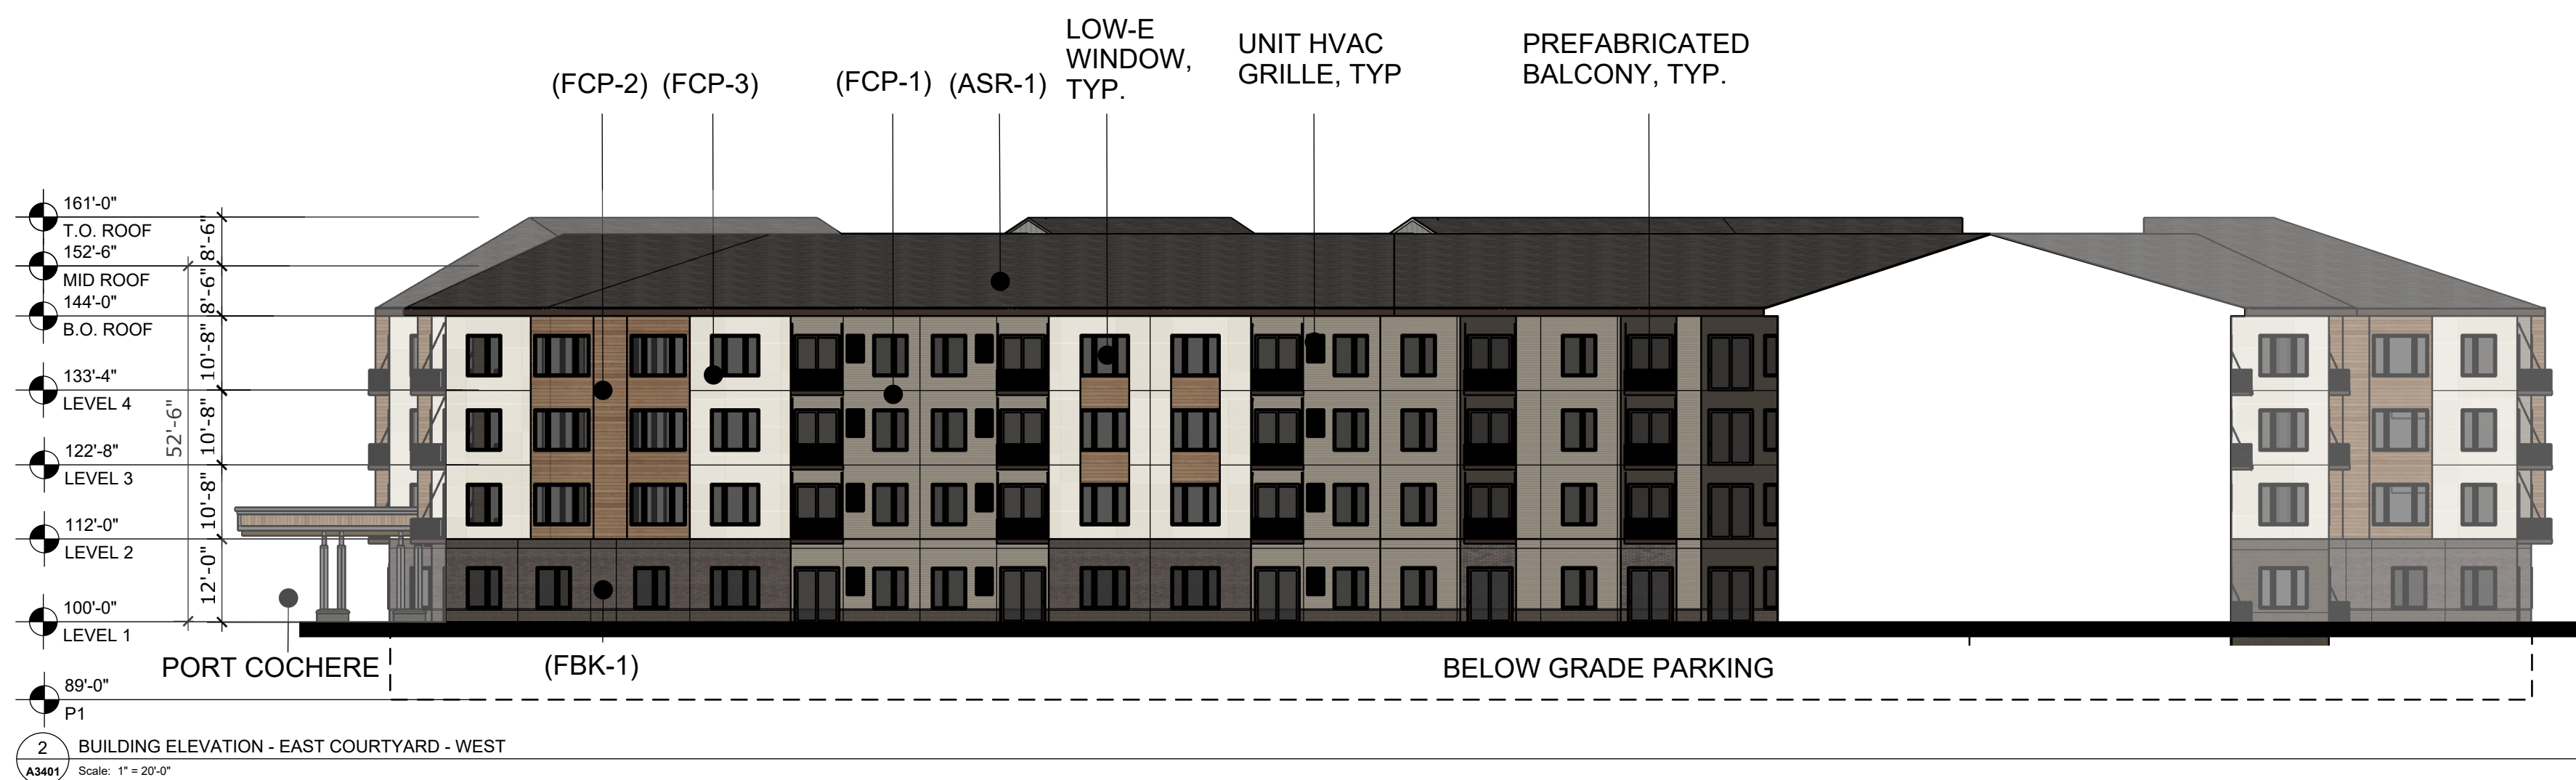 LOW-E
WINDOW,
TYP.
UNIT HVAC
GRILLE, TYP
PREFABRICATED
BALCONY, TYP.
(FCP-2) (FCP-3) (FCP-1) (ASR-1)
161'-0"
T.O. ROOF
152'-6"
MID ROOF
144'-0"
B.O. ROOF
133'-4"
LEVEL 4
122'-8"
LEVEL 3
112'-0"
LEVEL 2
100'-0"
LEVEL 1
89'-0"
P1
8'-6"
8'-6"
10'-8"
10'-8"
10'-8"
12'-0"
52'-6"
PORT COCHERE
(FBK-1)
BELOW GRADE PARKING
2
A3401
BUILDING ELEVATION - EAST COURTYARD - WEST
Scale: 1" = 20'-0"